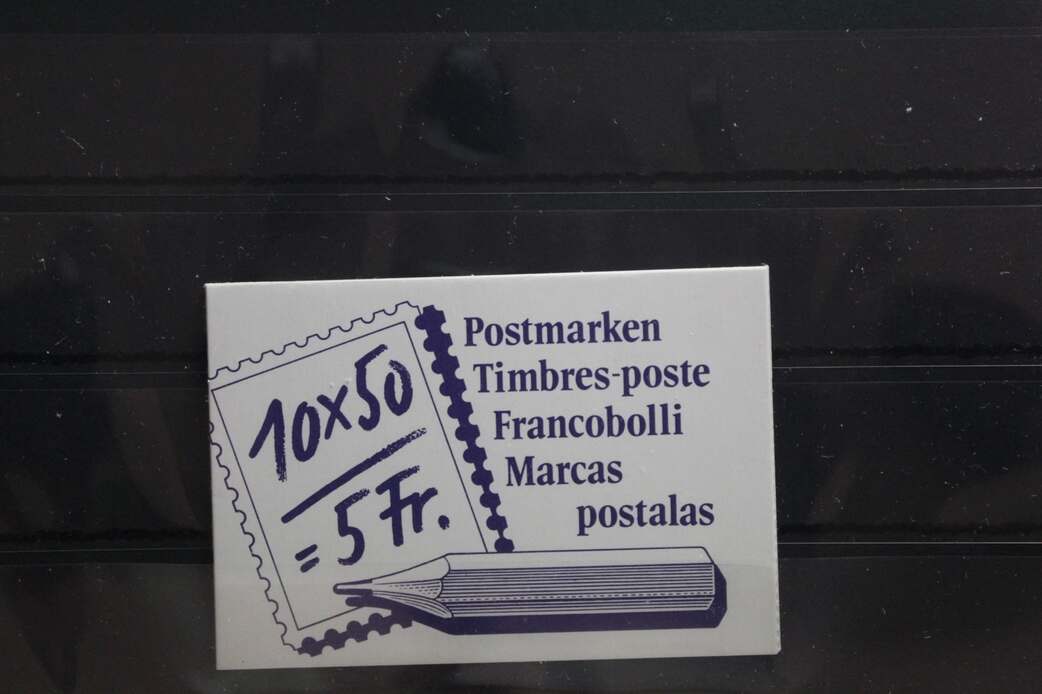 10x50
= 5 Fr.
Postmarken
Timbres-poste
Francobolli
Marcas
postalas